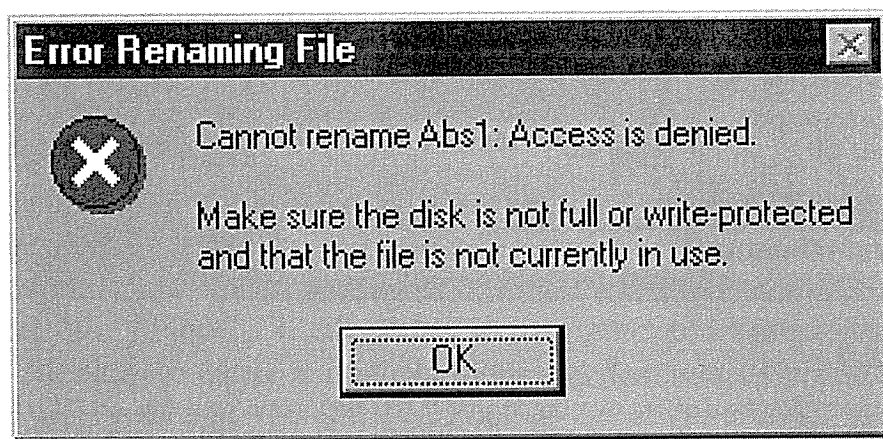 Error Renaming File
Cannot rename Abs1: Access is denied.
Make sure the disk is not full or write-protected
and that the file is not currently in use.
OK